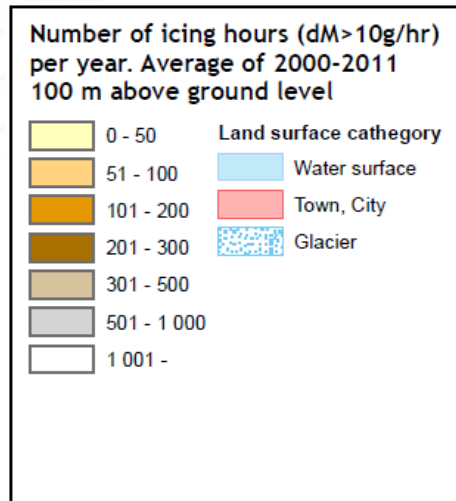 Number of icing hours (dM>10g/hr)
per year. Average of 2000-2011
100 m above ground level
0 - 50
51 - 100
101 - 200
201 - 300
301 - 500
501 - 1 000
1 001 -
Land surface cathegory
Water surface
Town, City
Glacier